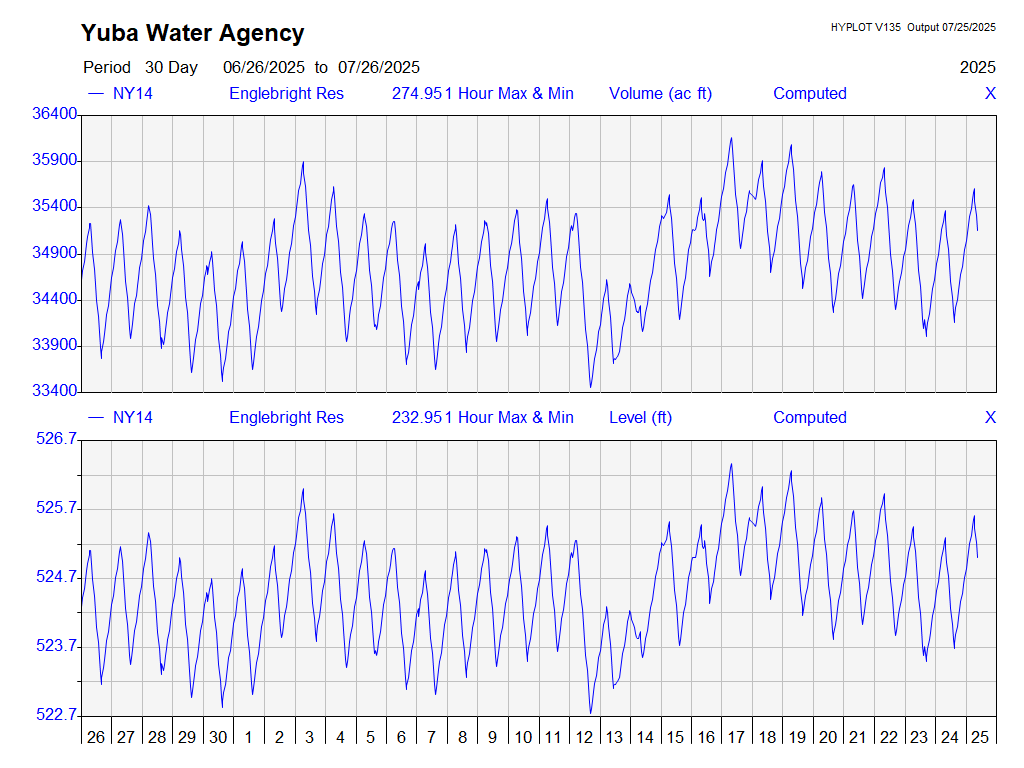 Yuba Water Agency
HYPLOT V135 Output 07/25/2025
Period 30 Day 06/26/2025 to 07/26/2025 2025
NY14 Englebright Res 274.951 Hour Max & Min Volume (ac ft) Computed X
36400
35900
35400
34900
34400
33900
33400
NY14 Englebright Res 232.951 Hour Max & Min Level (ft) Computed X
526.7
525.7
524.7
523.7
522.7
26 27 28 29 30 1 2 3 4 5 6 7 8 9 10 11 12 13 14 15 16 17 18 19 20 21 22 23 24 25